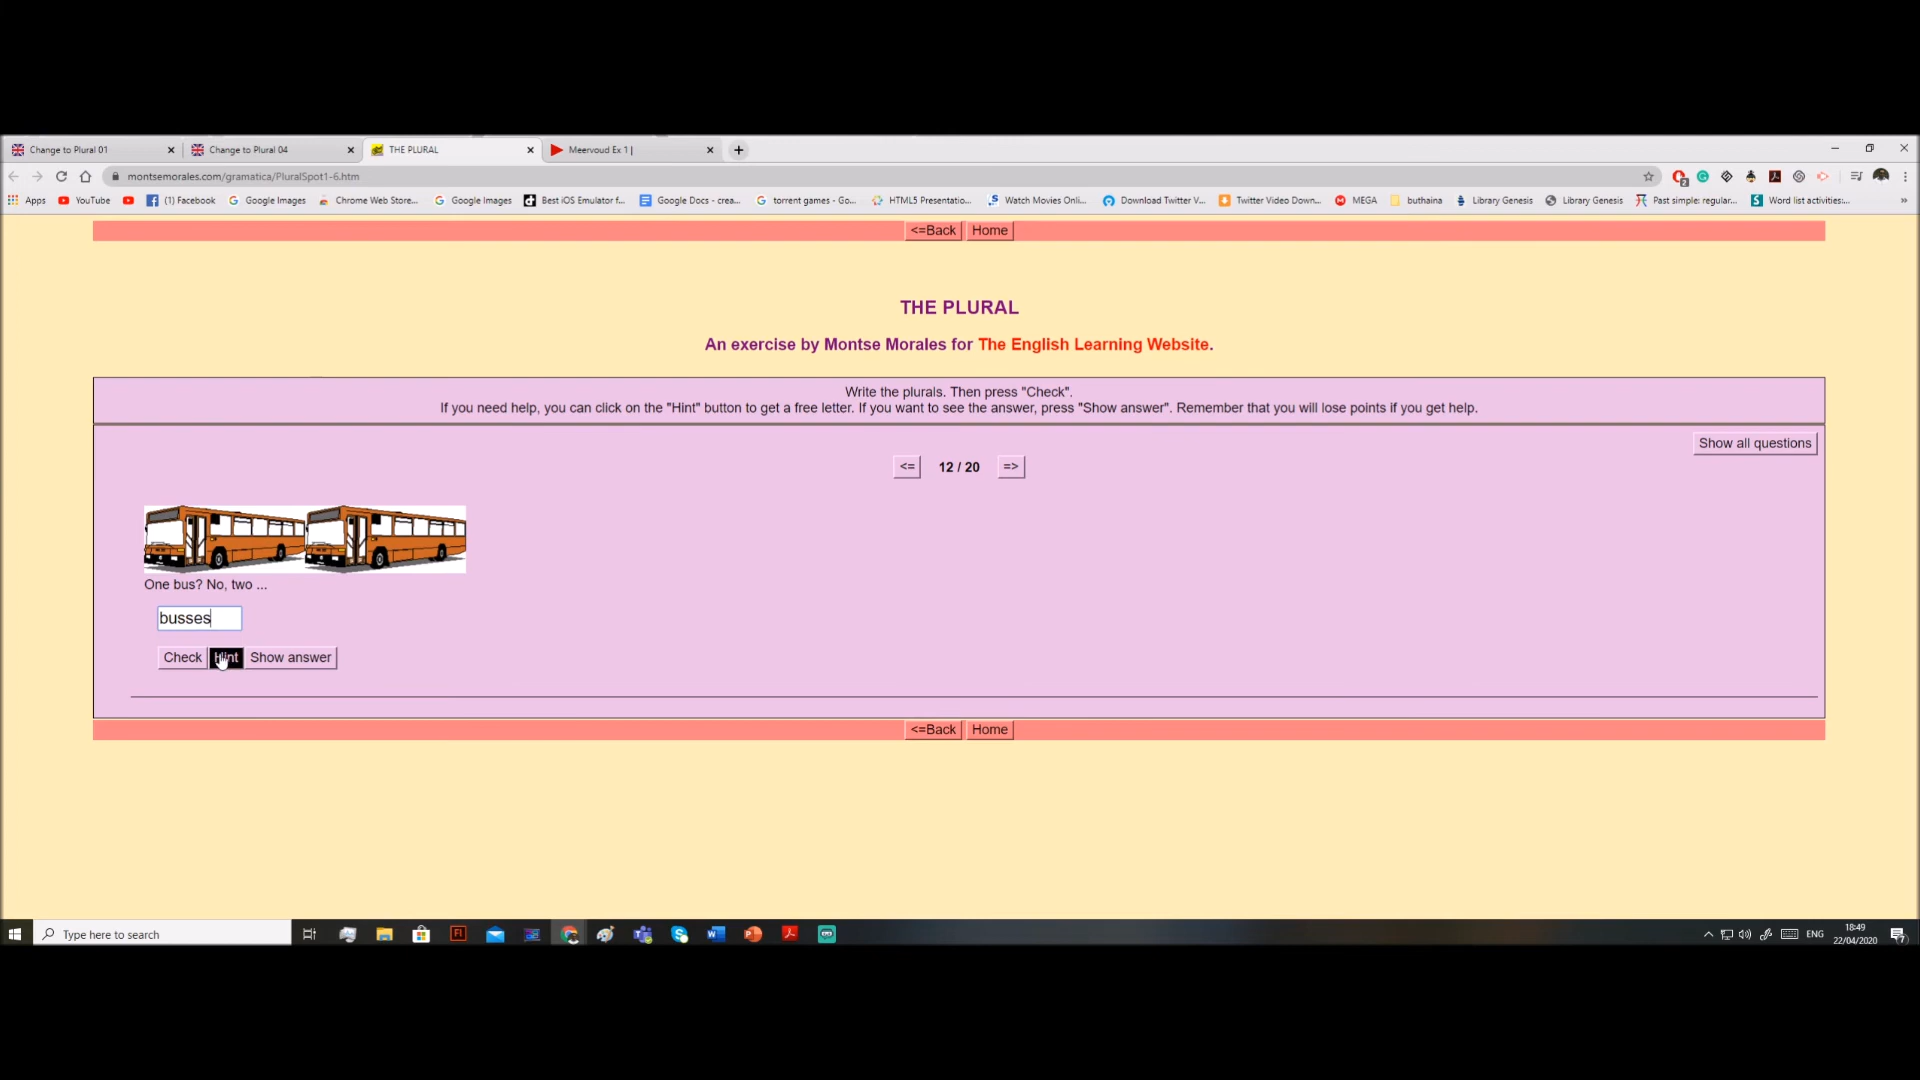 Change to Plural 01
Change to Plural 04
THE PLURAL
Meervoud Ex 1 |
montsemorales.com/gramatica/PluralSpot1-6.htm
2
Apps
YouTube
(1) Facebook
Google Images
Chrome Web Store...
Google Images
Best iOS Emulator f...
Google Docs - crea...
torrent games - Go...
HTML5 Presentatio...
Watch Movies Onli...
Download Twitter V...
Twitter Video Down...
MEGA
buthaina
Library Genesis
Library Genesis
Past simple: regular...
Word list activities:...
»
<=Back Home
THE PLURAL
An exercise by Montse Morales for The English Learning Website.
Write the plurals. Then press "Check".
If you need help, you can click on the "Hint" button to get a free letter. If you want to see the answer, press "Show answer". Remember that you will lose points if you get help.
Show all questions
<= 12 / 20 =>
One bus? No, two ...
busses
Check Hint Show answer
<=Back Home
Type here to search
ENG
18:49
22/04/2020